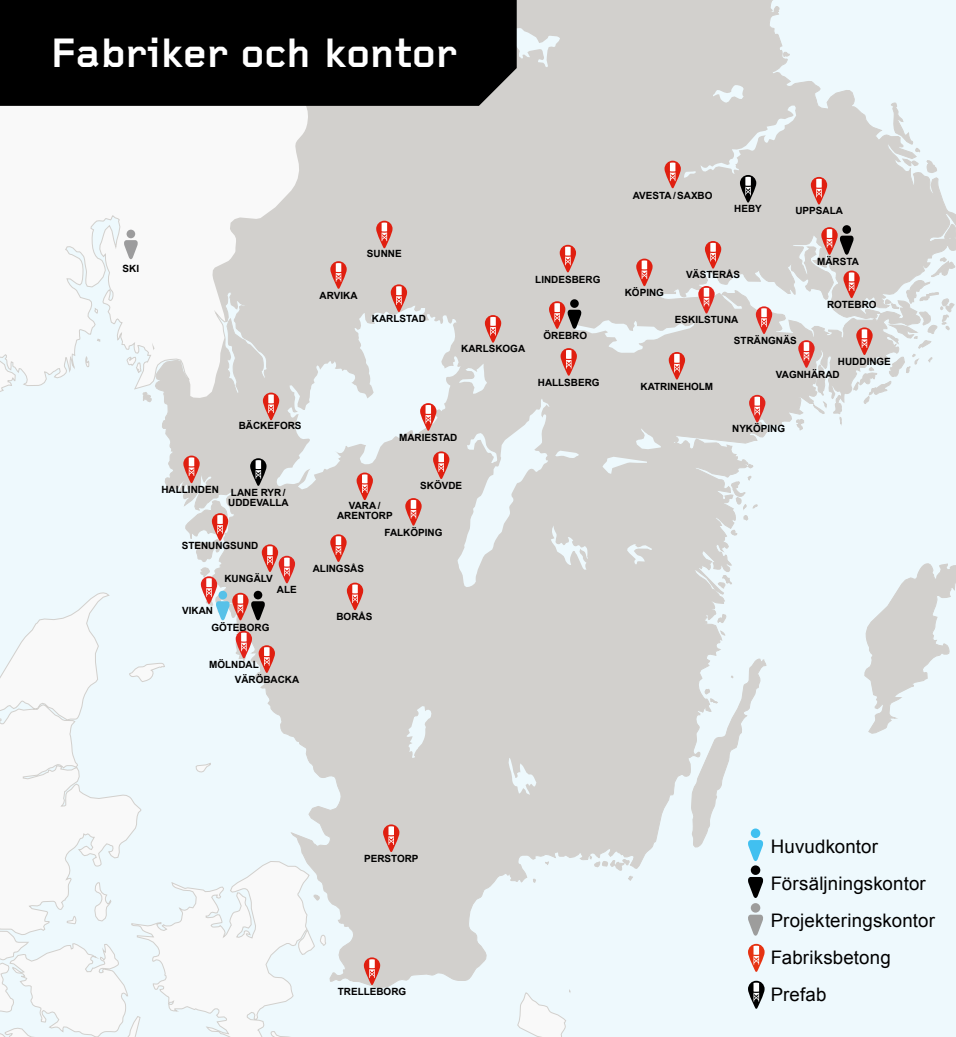 Fabriker och kontor
AVESTA/SAXBO
HEBY
UPPSALA
SKI
SUNNE
MÄRSTA
LINDESBERG
VÄSTERÅS
ARVIKA
KÖPING
ROTEBRO
KARLSTAD
ESKILSTUNA
KARLSKOGA
ÖREBRO
STRÄNGNÄS
HUDDINGE
HALLSBERG
KATRINEHOLM
VAGNHÄRAD
BÄCKEFORS
MARIESTAD
NYKÖPING
HALLINDEN
LANE RYR/
UDDEVALLA
SKÖVDE
VARA/
ARENTORP
FALKÖPING
STENUNGSUND
KUNGÄLV
ALE
ALINGSÅS
VIKAN
GÖTEBORG
BORÅS
MÖLNDAL
VÄRÖBACKA
PERSTORP
TRELLEBORG
Huvudkontor
Försäljningskontor
Projekteringskontor
Fabriksbetong
Prefab